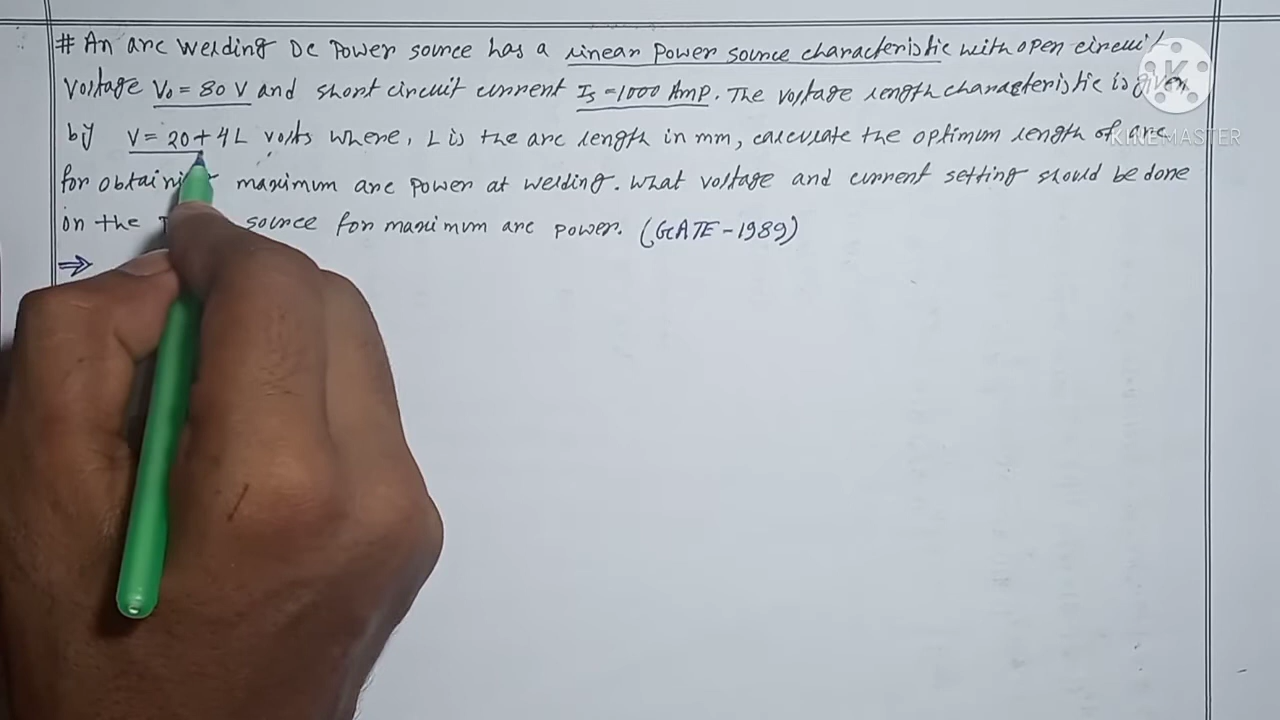 # An arc welding DC power source has a linear power source characteristic with open circuit
voltage V₀ = 80 V and short circuit current Is = 1000 Amp. The voltage length characteristic is given
by V = 20 + 4L volts where, L is the arc length in mm, calculate the optimum length of arc
for obtaining maximum arc power at welding. What voltage and current setting should be done
on the source for maximum arc power. (GATE - 1989)
⇒
K
KINEMASTER